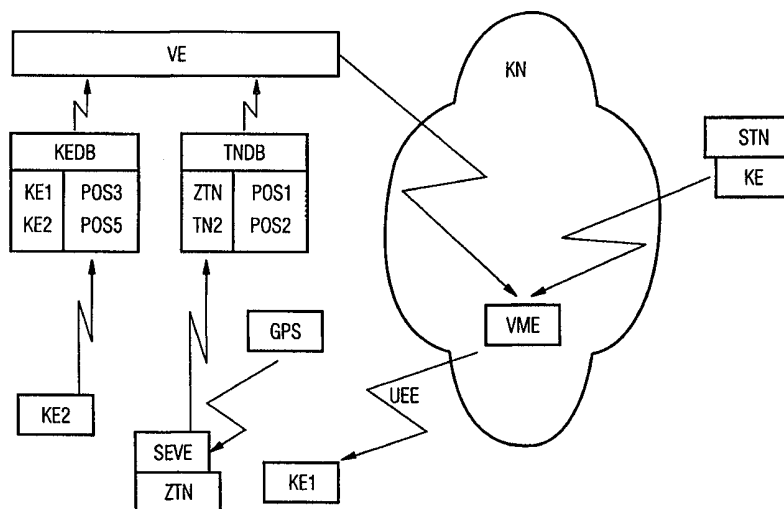 VE
KN
KEDB
KE1 POS3
KE2 POS5
TNDB
ZTN POS1
TN2 POS2
STN
KE
GPS
VME
KE2
UEE
SEVE
ZTN
KE1